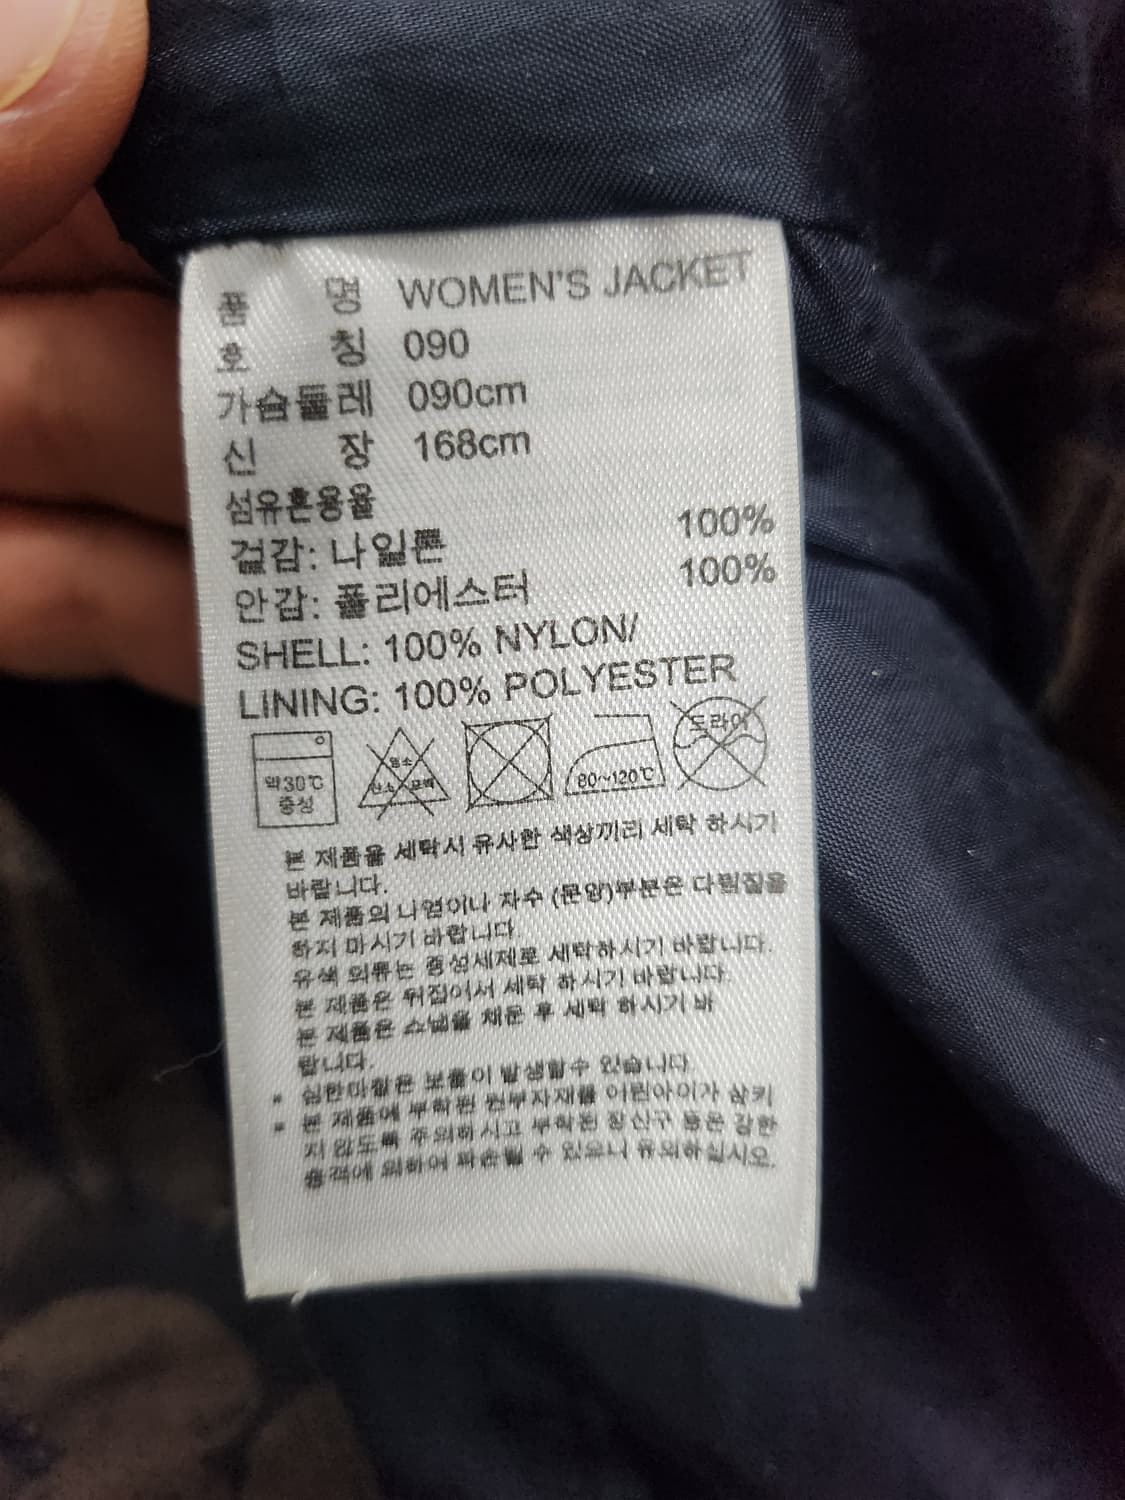 품 명 WOMEN'S JACKET
호 칭 090
가슴둘레 090cm
신 장 168cm
섬유혼용율
겉감: 나일론 100%
안감: 폴리에스터 100%
SHELL: 100% NYLON/
LINING: 100% POLYESTER
약30℃
중성
염소
산소 표백
80~120℃
드라이
본 제품을 세탁시 유사한 색상끼리 세탁 하시기
바랍니다.
본 제품의 나염이나 자수 (문양)부분은 다림질을
하지 마시기 바랍니다.
유색 의류는 중성세제로 세탁하시기 바랍니다.
본 제품은 뒤집어서 세탁 하시기 바랍니다.
본 제품은 스냅을 채운 후 세탁 하시기 바
랍니다.
* 심한마찰은 보풀이 발생할수 있습니다.
* 본 제품에 부착된 원부자재를 어린아이가 삼키
지 않도록 주의하시고 부착된 장신구 등은 강한
충격에 의하여 파손될 수 있으니 유의하십시오.